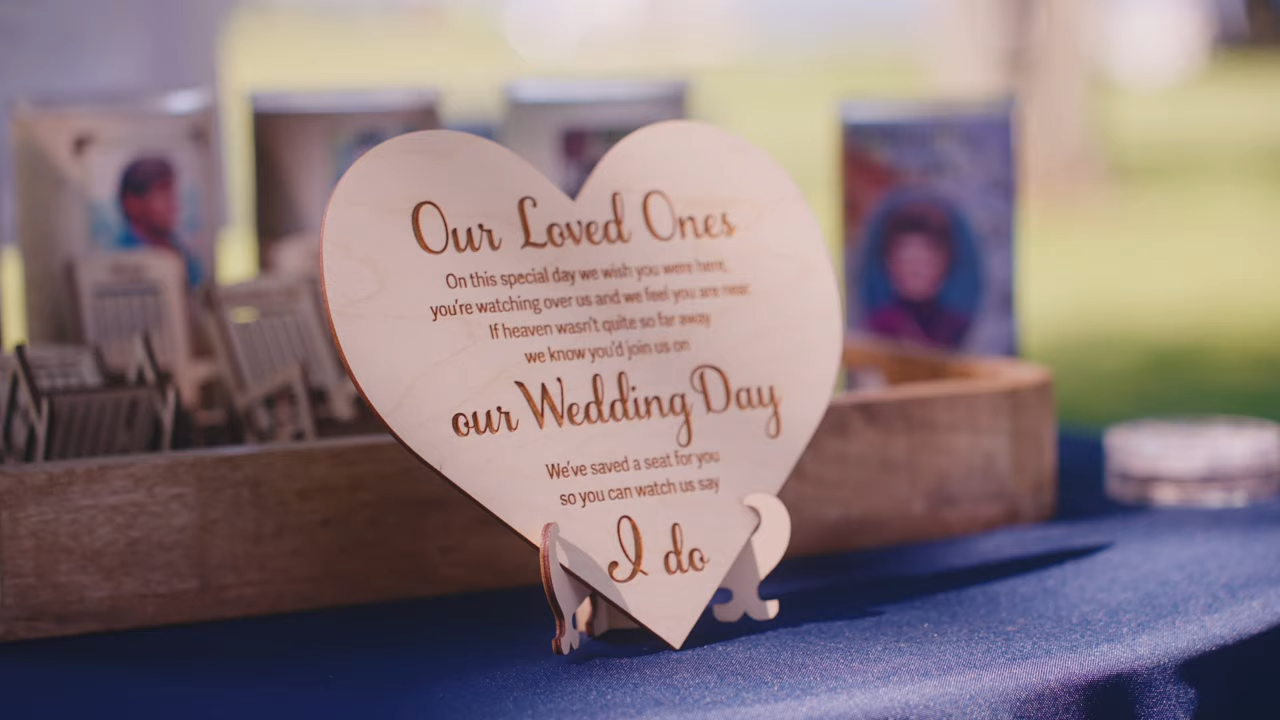 Our Loved Ones
On this special day we wish you were here,
you're watching over us and we feel you are near.
If heaven wasn't quite so far away
we know you'd join us on
our Wedding Day
We've saved a seat for you
so you can watch us say
I do